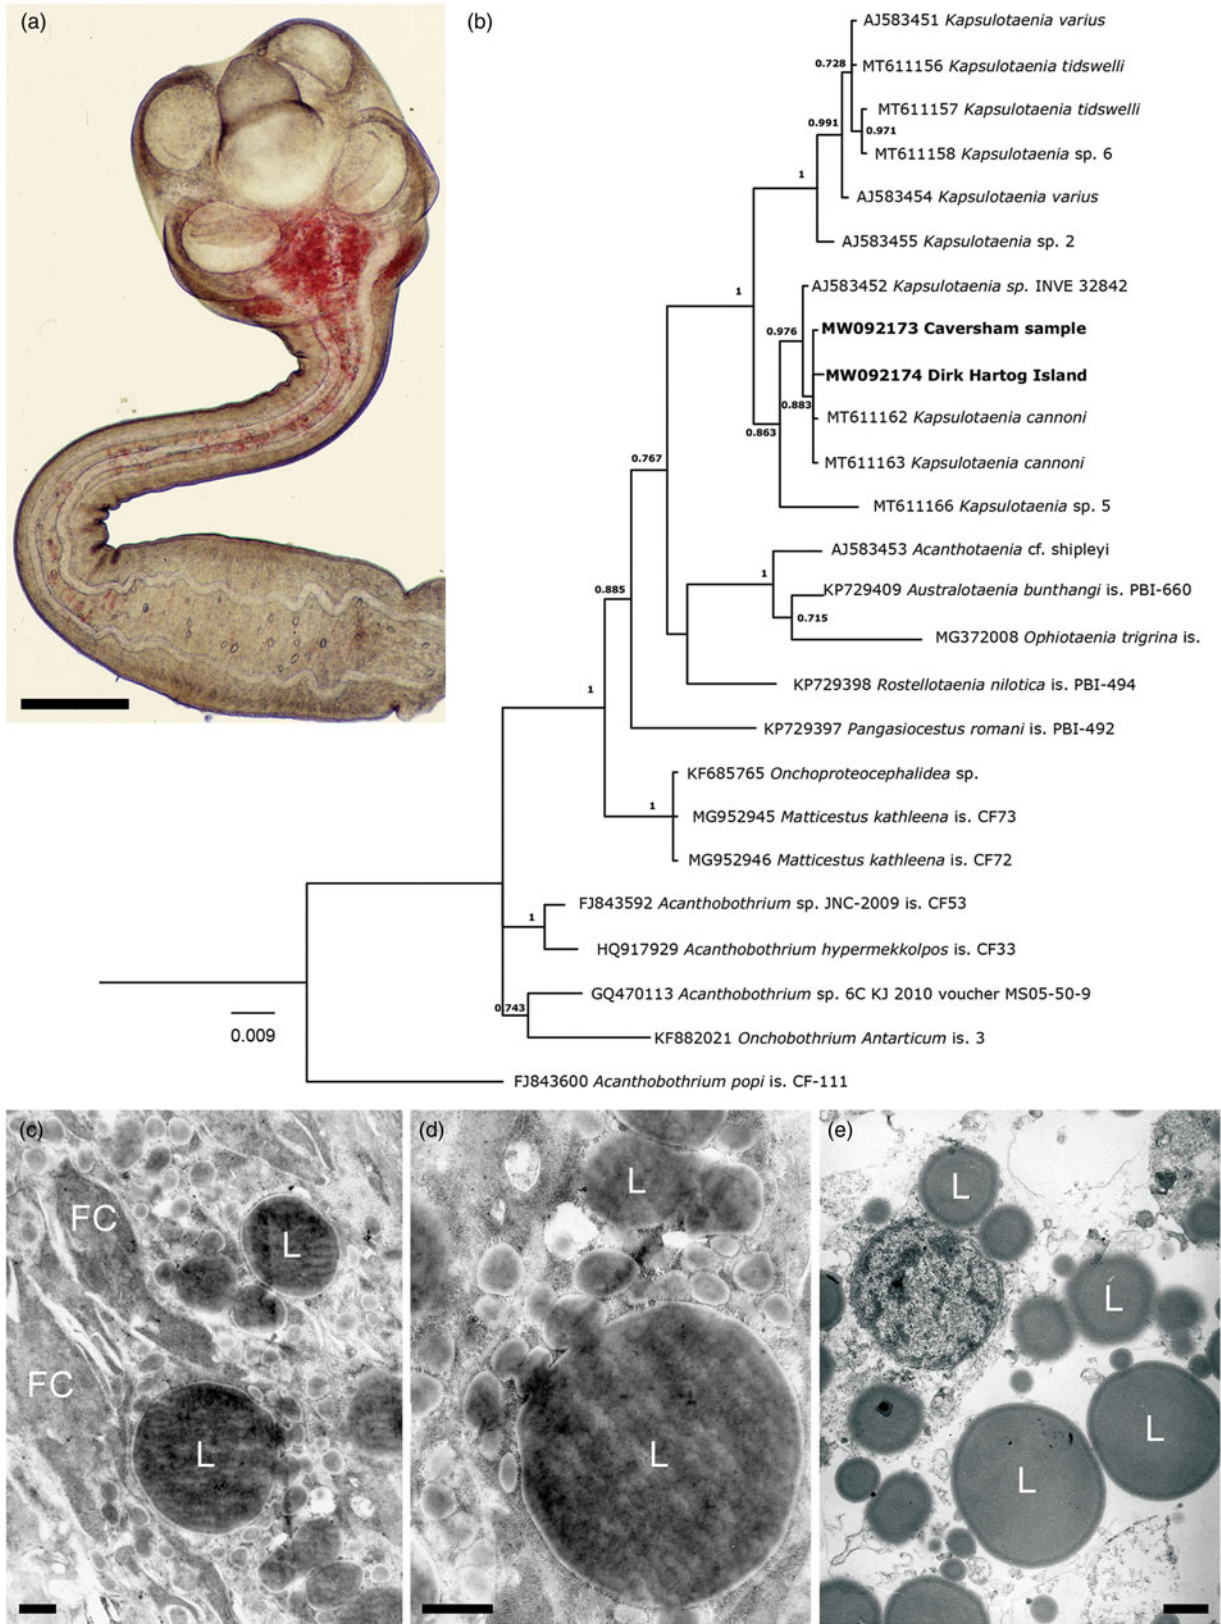 (a)
(b)
AJ583451 Kapsulotaenia varius
0.728
MT611156 Kapsulotaenia tidswelli
MT611157 Kapsulotaenia tidswelli
0.991
0.971
MT611158 Kapsulotaenia sp. 6
1
AJ583454 Kapsulotaenia varius
AJ583455 Kapsulotaenia sp. 2
1
AJ583452 Kapsulotaenia sp. INVE 32842
0.976
MW092173 Caversham sample
MW092174 Dirk Hartog Island
0.883
MT611162 Kapsulotaenia cannoni
0.863
0.767
MT611163 Kapsulotaenia cannoni
MT611166 Kapsulotaenia sp. 5
AJ583453 Acanthotaenia cf. shipleyi
1
0.885
KP729409 Australotaenia bunthangi is. PBI-660
0.715
MG372008 Ophiotaenia trigrina is.
KP729398 Rostellotaenia nilotica is. PBI-494
1
KP729397 Pangasiocestus romani is. PBI-492
KF685765 Onchoproteocephalidea sp.
1
MG952945 Matticestus kathleena is. CF73
MG952946 Matticestus kathleena is. CF72
FJ843592 Acanthobothrium sp. JNC-2009 is. CF53
1
HQ917929 Acanthobothrium hypermekkolpos is. CF33
GQ470113 Acanthobothrium sp. 6C KJ 2010 voucher MS05-50-9
0.743
0.009
KF882021 Onchobothrium Antarticum is. 3
FJ843600 Acanthobothrium popi is. CF-111
(c)
FC
L
FC
L
(d)
L
L
(e)
L
L
L
L